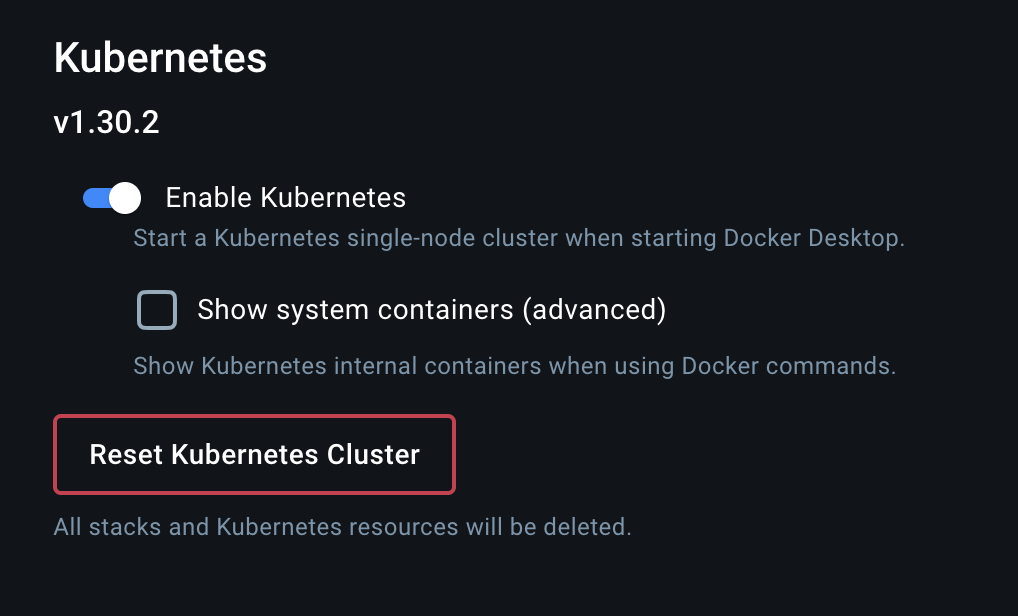 Kubernetes
v1.30.2
Enable Kubernetes
Start a Kubernetes single-node cluster when starting Docker Desktop.
Show system containers (advanced)
Show Kubernetes internal containers when using Docker commands.
Reset Kubernetes Cluster
All stacks and Kubernetes resources will be deleted.